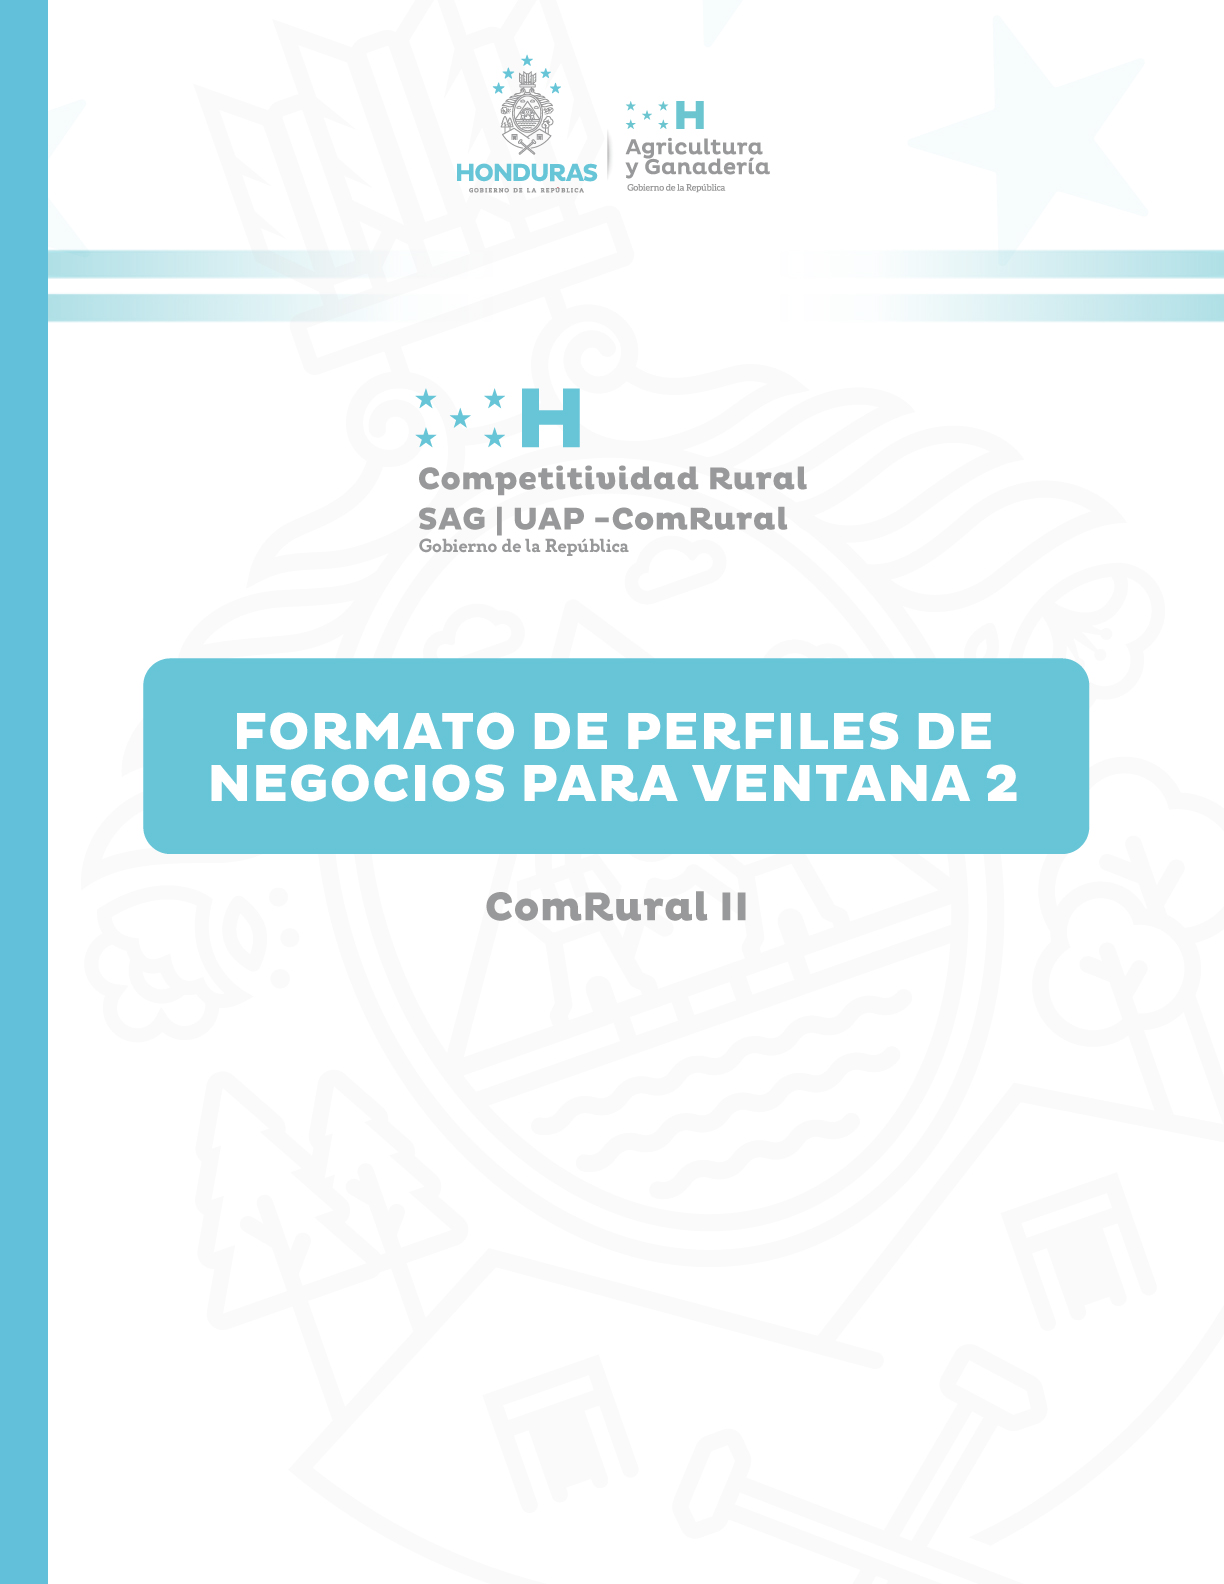 HONDURAS
GOBIERNO DE LA REPÚBLICA
H
Agricultura
y Ganadería
Gobierno de la República
H
Competitividad Rural
SAG | UAP -ComRural
Gobierno de la República
FORMATO DE PERFILES DE
NEGOCIOS PARA VENTANA 2
ComRural II